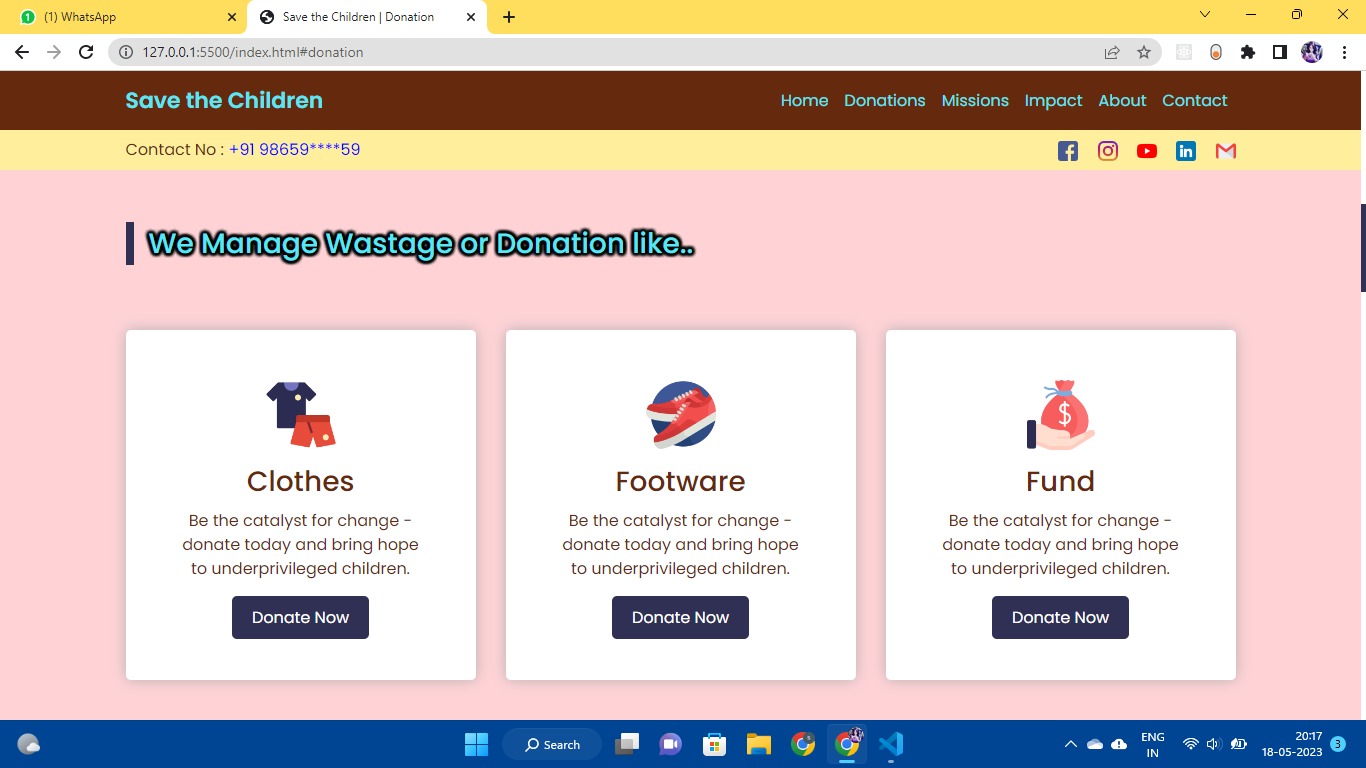 (1) WhatsApp
Save the Children | Donation
127.0.0.1:5500/index.html#donation
Save the Children
Home Donations Missions Impact About Contact
Contact No : +91 98659****59
We Manage Wastage or Donation like..
Clothes
Be the catalyst for change -
donate today and bring hope
to underprivileged children.
Donate Now
Footware
Be the catalyst for change -
donate today and bring hope
to underprivileged children.
Donate Now
Fund
Be the catalyst for change -
donate today and bring hope
to underprivileged children.
Donate Now
Search
ENG
IN
20:17
18-05-2023
3